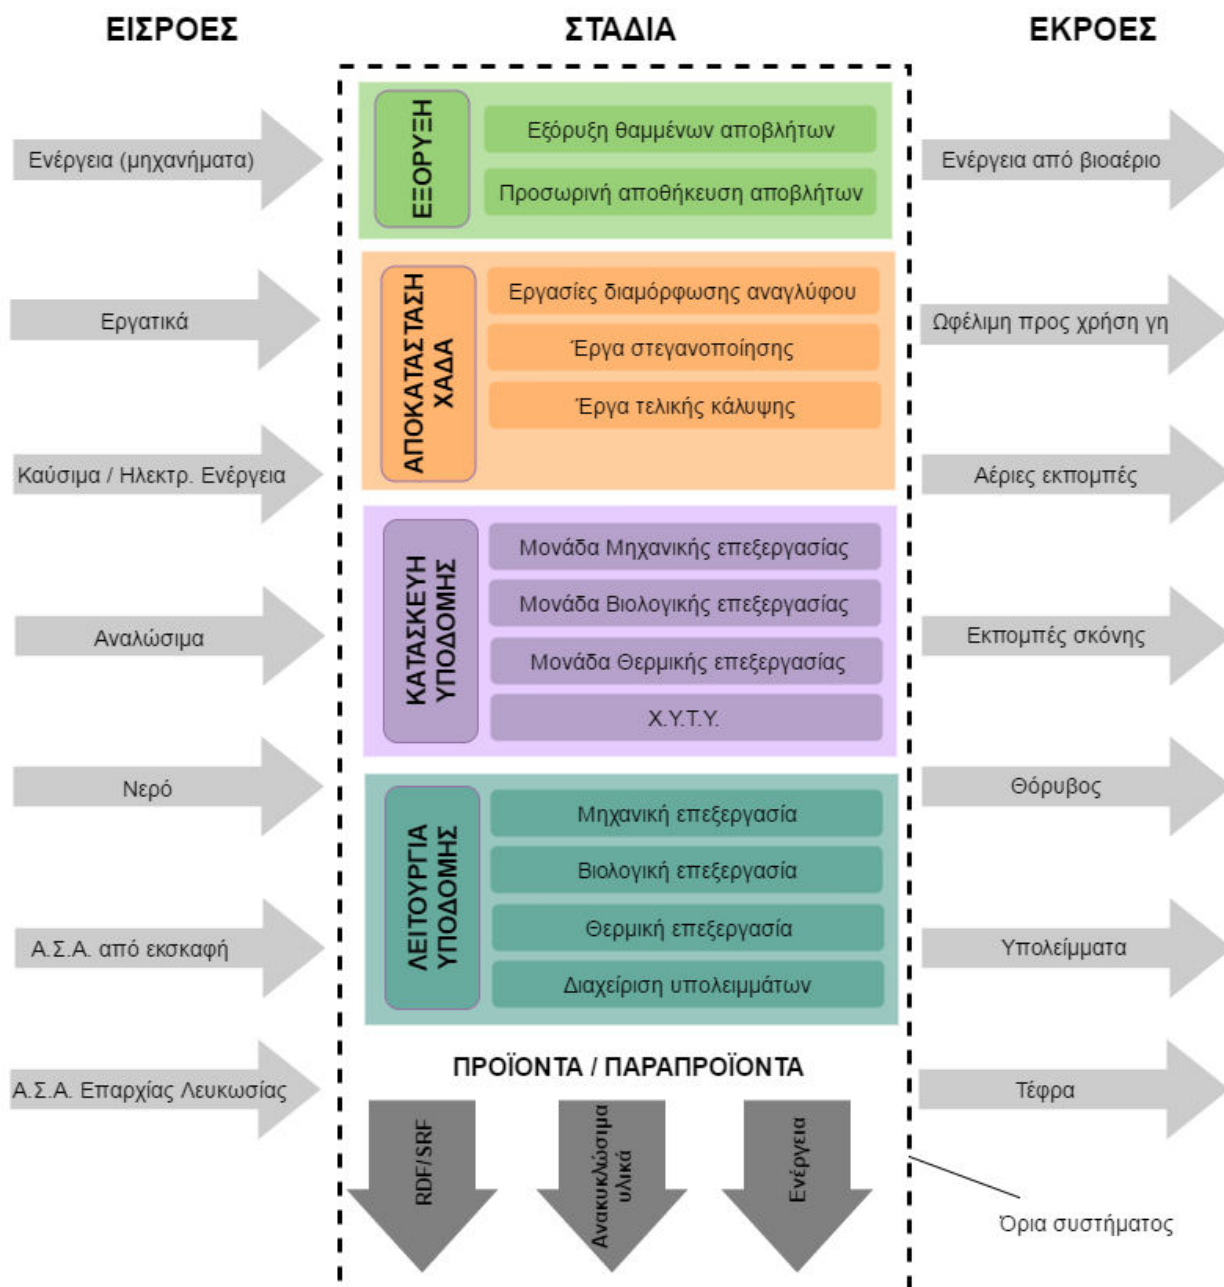 ΕΙΣΡΟΕΣ
ΣΤΑΔΙΑ
ΕΚΡΟΕΣ
Ενέργεια (μηχανήματα)
Εργατικά
Καύσιμα / Ηλεκτρ. Ενέργεια
Αναλώσιμα
Νερό
Α.Σ.Α. από εκσκαφή
Α.Σ.Α. Επαρχίας Λευκωσίας
ΕΞΟΡΥΞΗ
Εξόρυξη θαμμένων αποβλήτων
Προσωρινή αποθήκευση αποβλήτων
ΑΠΟΚΑΤΑΣΤΑΣΗ
ΧΑΔΑ
Εργασίες διαμόρφωσης αναγλύφου
Έργα στεγανοποίησης
Έργα τελικής κάλυψης
ΚΑΤΑΣΚΕΥΗ
ΥΠΟΔΟΜΗΣ
Μονάδα Μηχανικής επεξεργασίας
Μονάδα Βιολογικής επεξεργασίας
Μονάδα Θερμικής επεξεργασίας
Χ.Υ.Τ.Υ.
ΛΕΙΤΟΥΡΓΙΑ
ΥΠΟΔΟΜΗΣ
Μηχανική επεξεργασία
Βιολογική επεξεργασία
Θερμική επεξεργασία
Διαχείριση υπολειμμάτων
ΠΡΟΪΟΝΤΑ / ΠΑΡΑΠΡΟΪΟΝΤΑ
RDF/SRF
Ανακυκλώσιμα
υλικά
Ενέργεια
Ενέργεια από βιοαέριο
Ωφέλιμη προς χρήση γη
Αέριες εκπομπές
Εκπομπές σκόνης
Θόρυβος
Υπολείμματα
Τέφρα
Όρια συστήματος